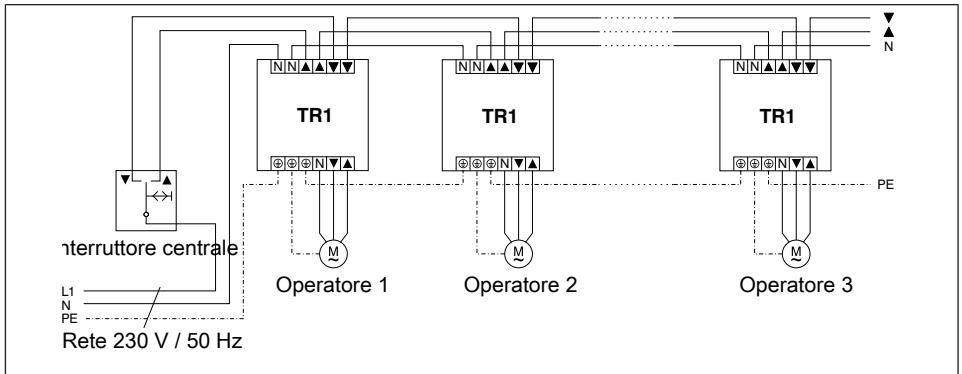 ▼
▲
N
N N ▲ ▲ ▼ ▼
N N ▲ ▲ ▼ ▼
N N ▲ ▲ ▼ ▼
TR1
TR1
TR1
N ▼ ▲
N ▼ ▲
N ▼ ▲
▼ ▲
PE
nterruttore centrale
M
~
M
~
M
~
Operatore 1
Operatore 2
Operatore 3
L1
N
PE
Rete 230 V / 50 Hz